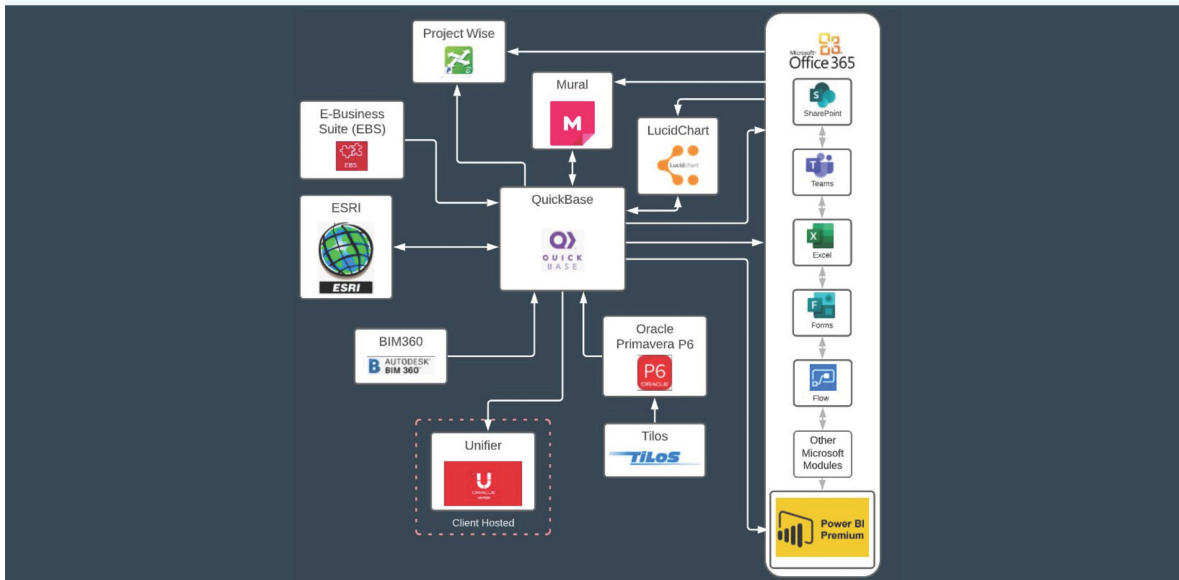 Project Wise
Microsoft
Office 365
Mural
M
S
SharePoint
E-Business
Suite (EBS)
EBS
LucidChart
Lucidchart
T
Teams
ESRI
ESRI
QuickBase
QUICK
BASE
X
Excel
F
Forms
BIM360
B AUTODESK
BIM 360
Oracle
Primavera P6
P6
ORACLE
Flow
Unifier
U
ORACLE
Client Hosted
Tilos
TILOS
Other
Microsoft
Modules
Power BI
Premium